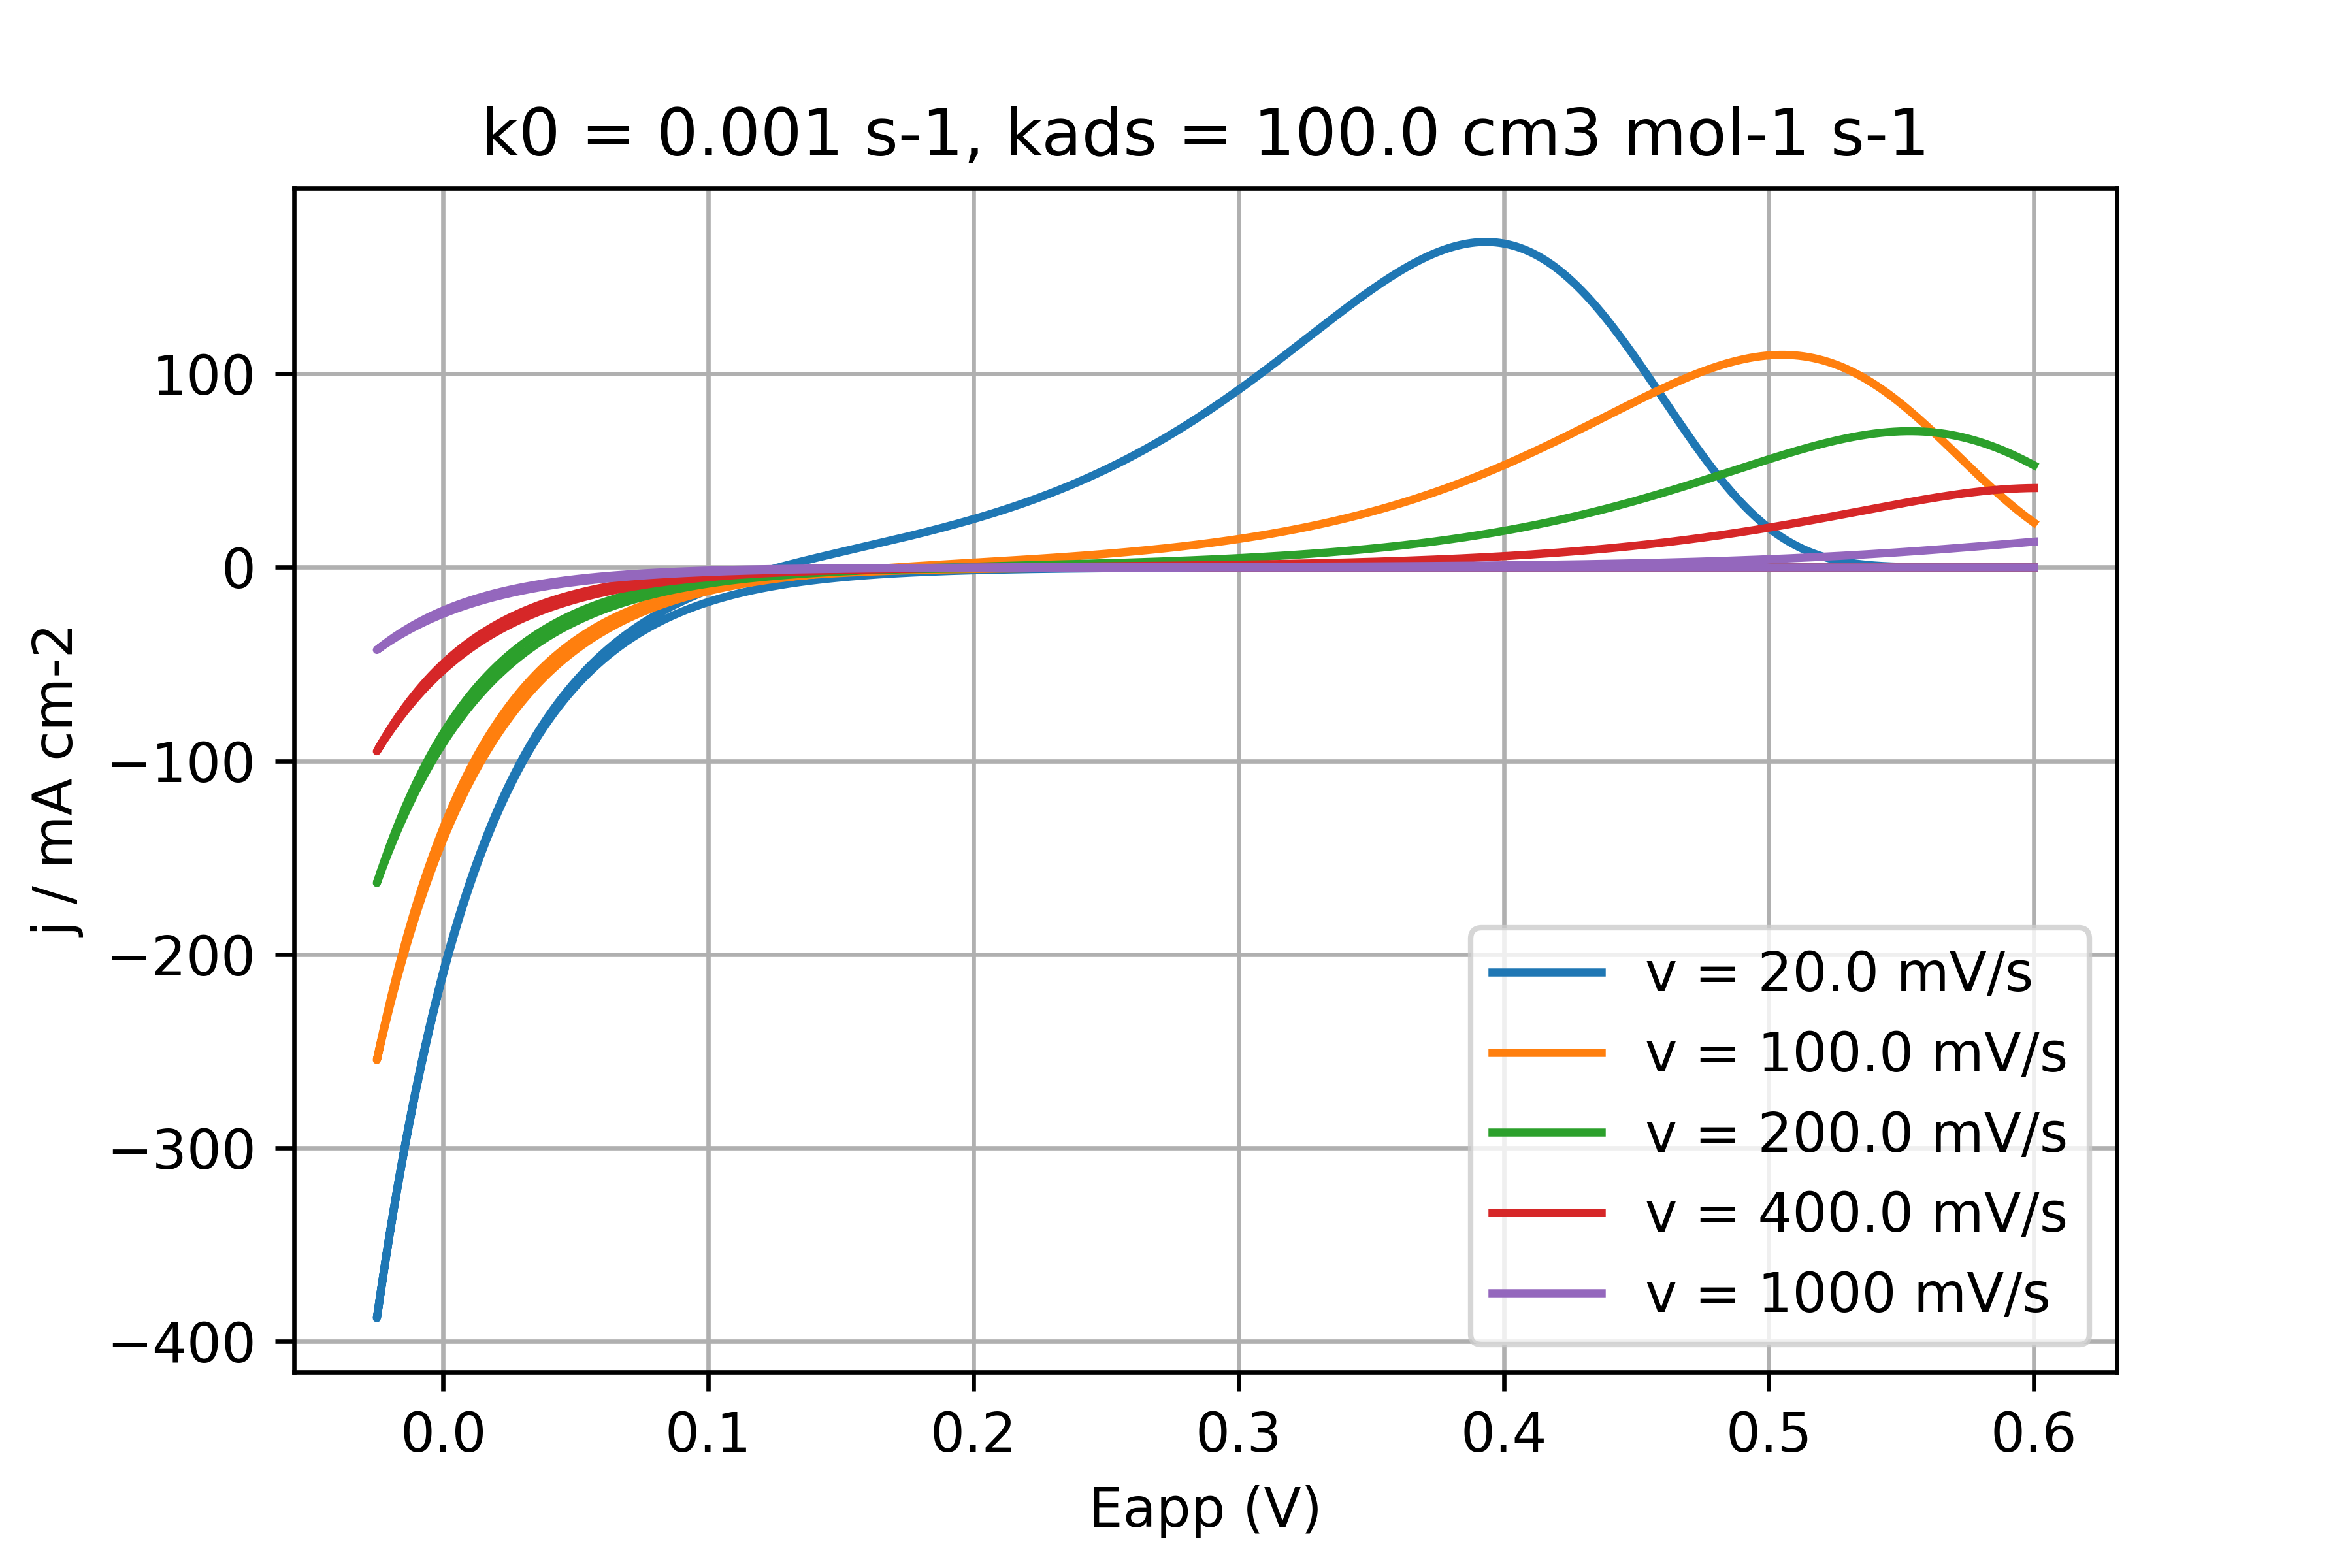 k0 = 0.001 s-1, kads = 100.0 cm3 mol-1 s-1
100
0
−100
−200
−300
−400
j / mA cm-2
v = 20.0 mV/s
v = 100.0 mV/s
v = 200.0 mV/s
v = 400.0 mV/s
v = 1000 mV/s
0.0 0.1 0.2 0.3 0.4 0.5 0.6
Eapp (V)